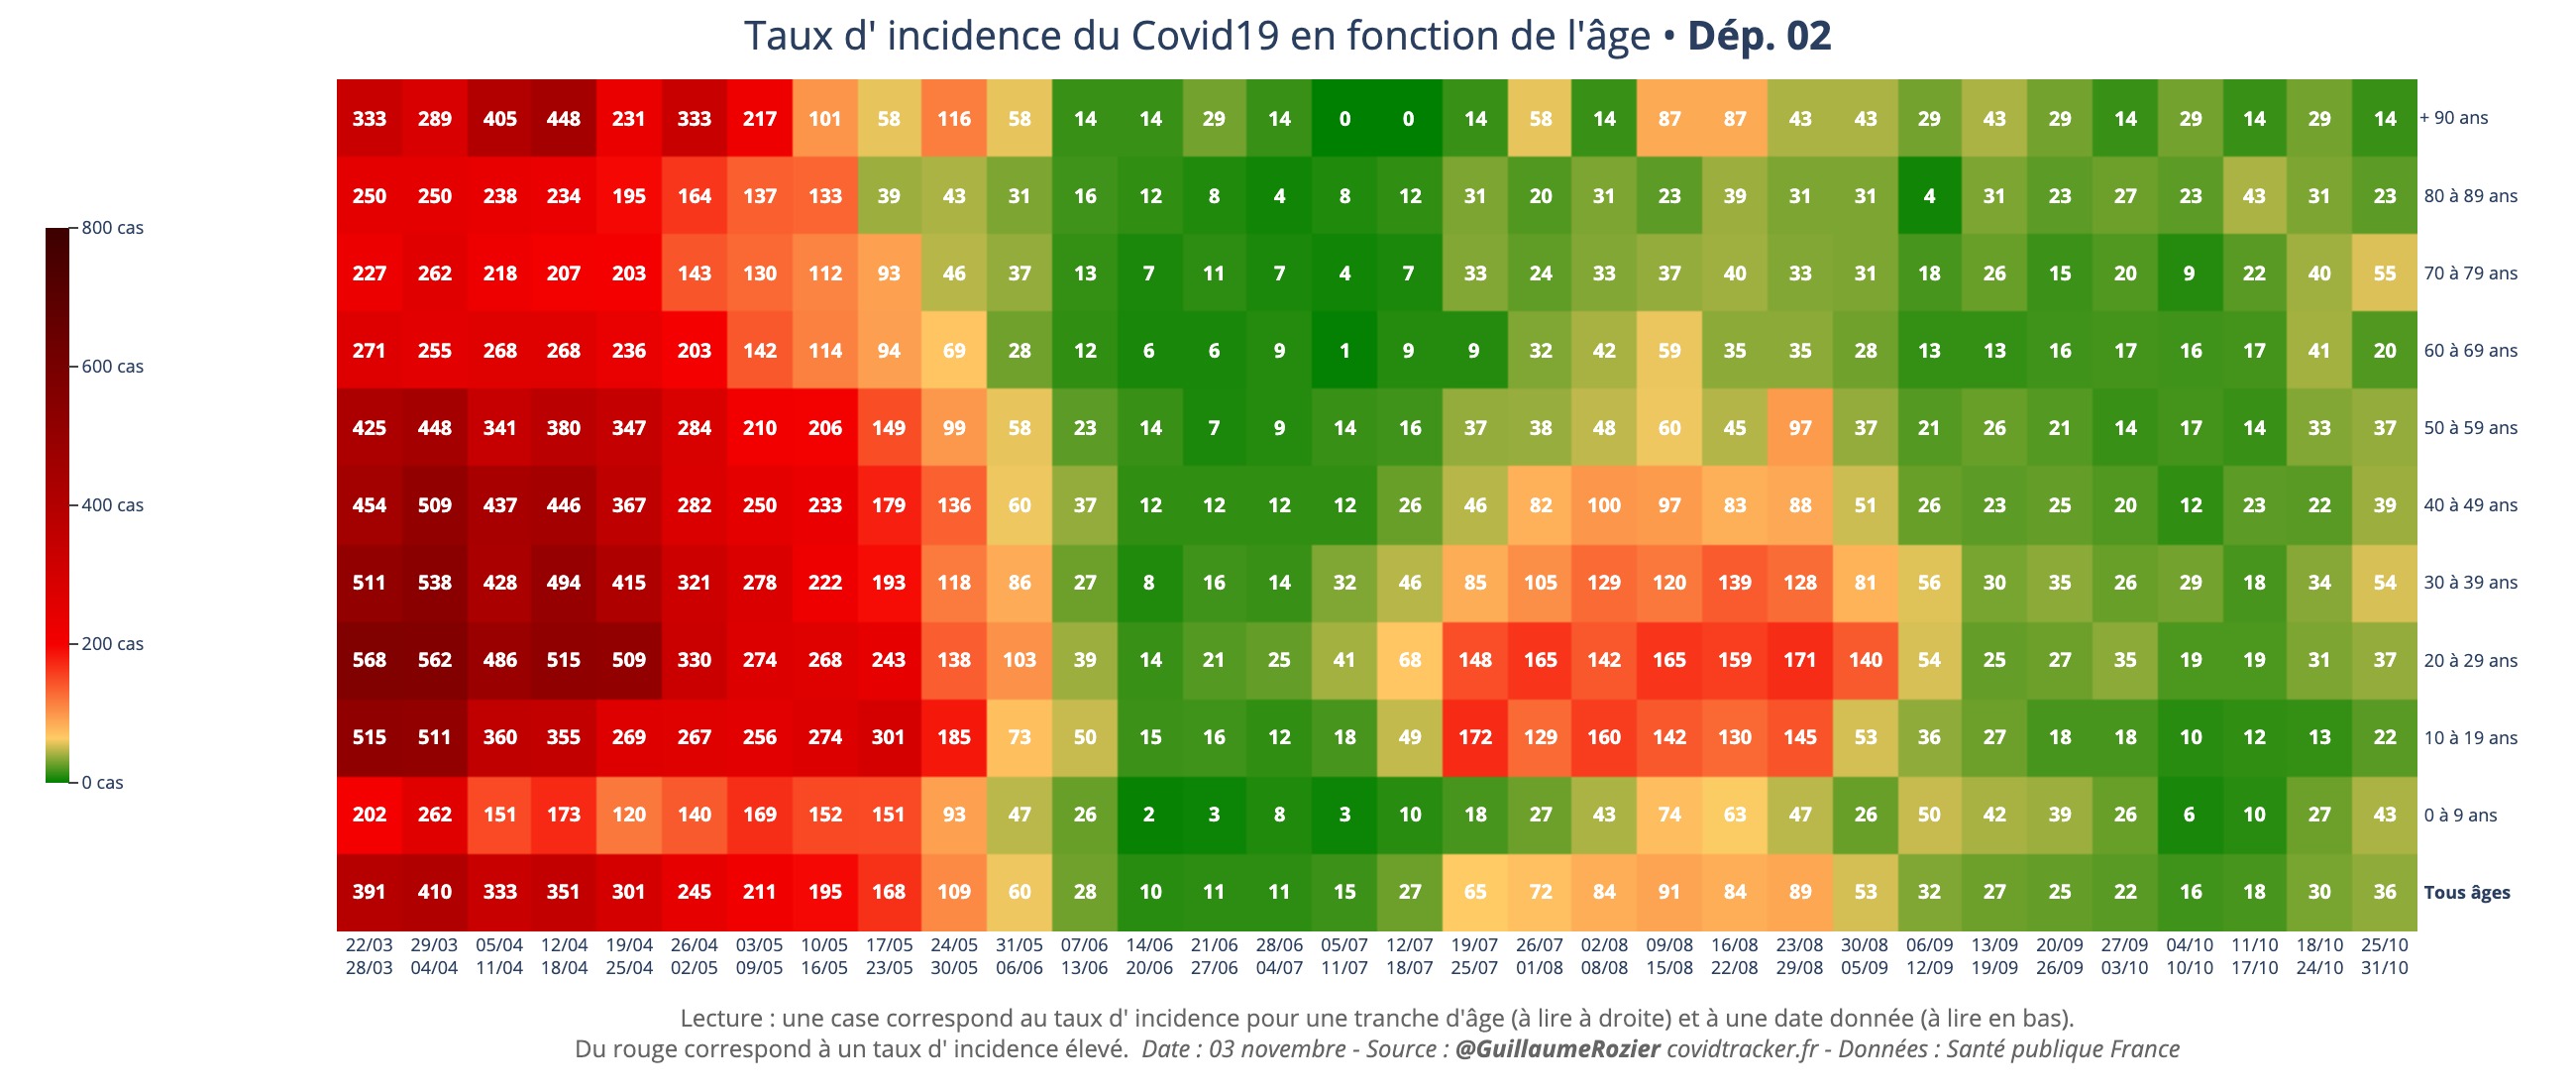 Taux d' incidence du Covid19 en fonction de l'âge • Dép. 02
800 cas
600 cas
400 cas
200 cas
0 cas
333 289 405 448 231 333 217 101 58 116 58 14 14 29 14 0 0 14 58 14 87 87 43 43 29 43 29 14 29 14 29 14 + 90 ans
250 250 238 234 195 164 137 133 39 43 31 16 12 8 4 8 12 31 20 31 23 39 31 31 4 31 23 27 23 43 31 23 80 à 89 ans
227 262 218 207 203 143 130 112 93 46 37 13 7 11 7 4 7 33 24 33 37 40 33 31 18 26 15 20 9 22 40 55 70 à 79 ans
271 255 268 268 236 203 142 114 94 69 28 12 6 6 9 1 9 9 32 42 59 35 35 28 13 13 16 17 16 17 41 20 60 à 69 ans
425 448 341 380 347 284 210 206 149 99 58 23 14 7 9 14 16 37 38 48 60 45 97 37 21 26 21 14 17 14 33 37 50 à 59 ans
454 509 437 446 367 282 250 233 179 136 60 37 12 12 12 12 26 46 82 100 97 83 88 51 26 23 25 20 12 23 22 39 40 à 49 ans
511 538 428 494 415 321 278 222 193 118 86 27 8 16 14 32 46 85 105 129 120 139 128 81 56 30 35 26 29 18 34 54 30 à 39 ans
568 562 486 515 509 330 274 268 243 138 103 39 14 21 25 41 68 148 165 142 165 159 171 140 54 25 27 35 19 19 31 37 20 à 29 ans
515 511 360 355 269 267 256 274 301 185 73 50 15 16 12 18 49 172 129 160 142 130 145 53 36 27 18 18 10 12 13 22 10 à 19 ans
202 262 151 173 120 140 169 152 151 93 47 26 2 3 8 3 10 18 27 43 74 63 47 26 50 42 39 26 6 10 27 43 0 à 9 ans
391 410 333 351 301 245 211 195 168 109 60 28 10 11 11 15 27 65 72 84 91 84 89 53 32 27 25 22 16 18 30 36 Tous âges
22/03 29/03 05/04 12/04 19/04 26/04 03/05 10/05 17/05 24/05 31/05 07/06 14/06 21/06 28/06 05/07 12/07 19/07 26/07 02/08 09/08 16/08 23/08 30/08 06/09 13/09 20/09 27/09 04/10 11/10 18/10 25/10
28/03 04/04 11/04 18/04 25/04 02/05 09/05 16/05 23/05 30/05 06/06 13/06 20/06 27/06 04/07 11/07 18/07 25/07 01/08 08/08 15/08 22/08 29/08 05/09 12/09 19/09 26/09 03/10 10/10 17/10 24/10 31/10
Lecture : une case correspond au taux d' incidence pour une tranche d'âge (à lire à droite) et à une date donnée (à lire en bas).
Du rouge correspond à un taux d' incidence élevé. Date : 03 novembre - Source : @GuillaumeRozier covidtracker.fr - Données : Santé publique France